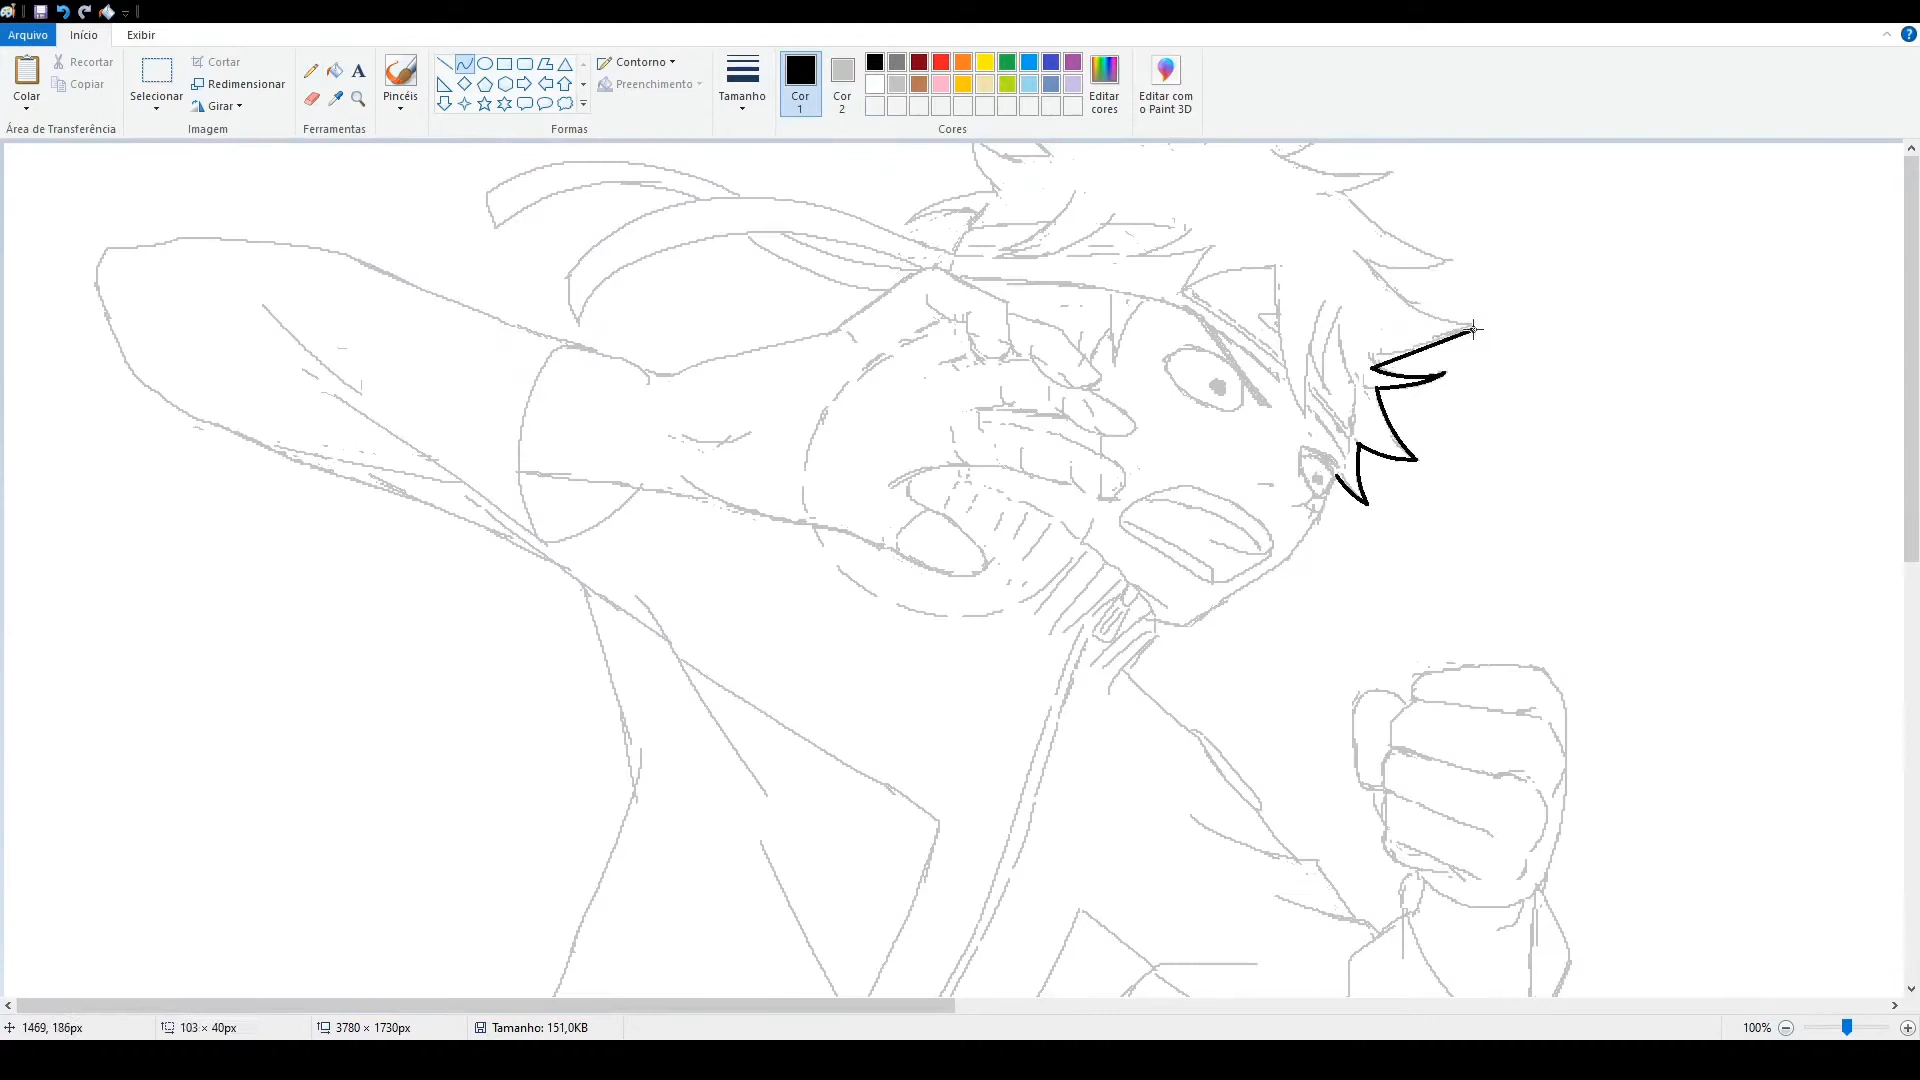 Arquivo Início Exibir
Colar
Recortar
Copiar
Área de Transferência
Selecionar
Cortar
Redimensionar
Girar
Imagem
A
Ferramentas
Pincéis
Contorno
Preenchimento
Formas
Tamanho
Cor
1
Cor
2
Editar
cores
Cores
Editar com
o Paint 3D
?
1469, 186px
103 × 40px
3780 × 1730px
Tamanho: 151,0KB
100%